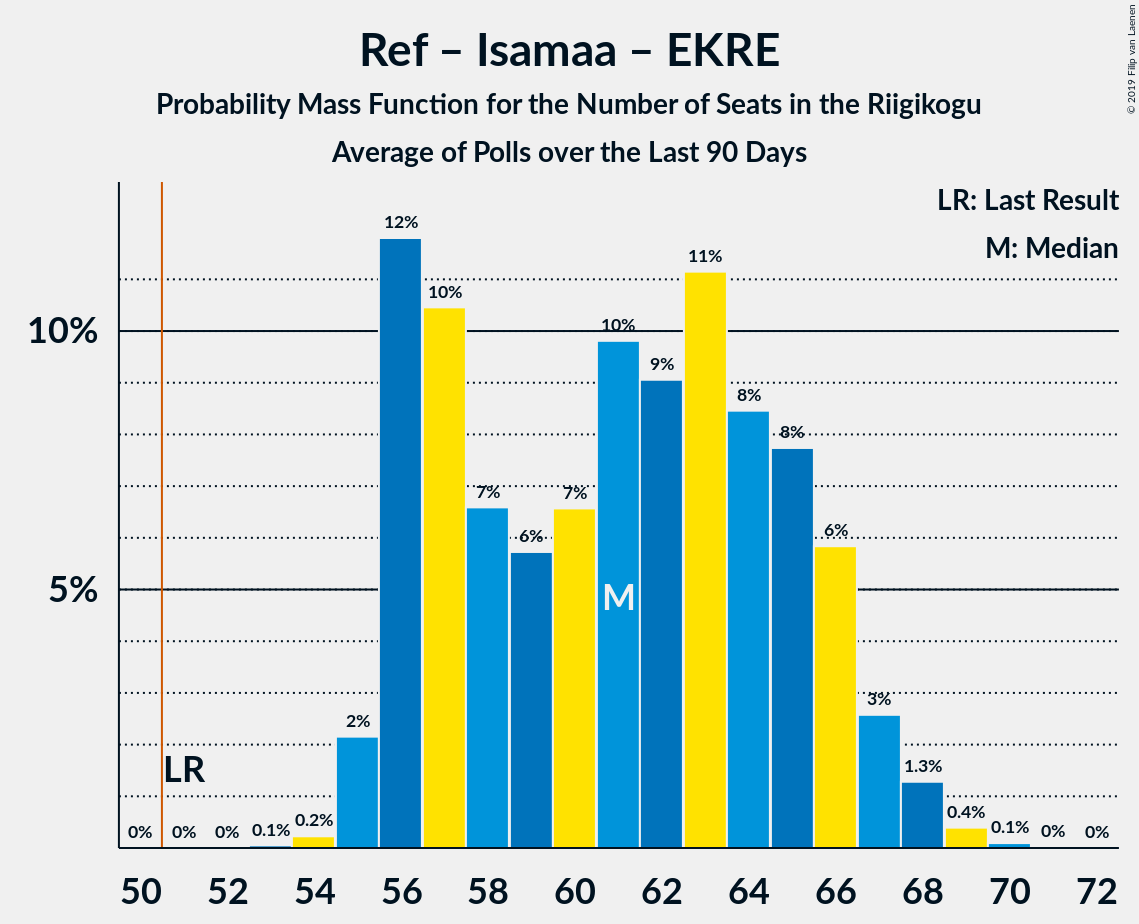 Ref – Isamaa – EKRE
Probability Mass Function for the Number of Seats in the Riigikogu
Average of Polls over the Last 90 Days
© 2019 Filip van Laenen
LR: Last Result
M: Median
10%
5%
0%
0%
0%
0.1%
0.2%
2%
12%
10%
7%
6%
7%
10%
9%
11%
8%
8%
6%
3%
1.3%
0.4%
0.1%
0%
0%
LR
M
50 52 54 56 58 60 62 64 66 68 70 72